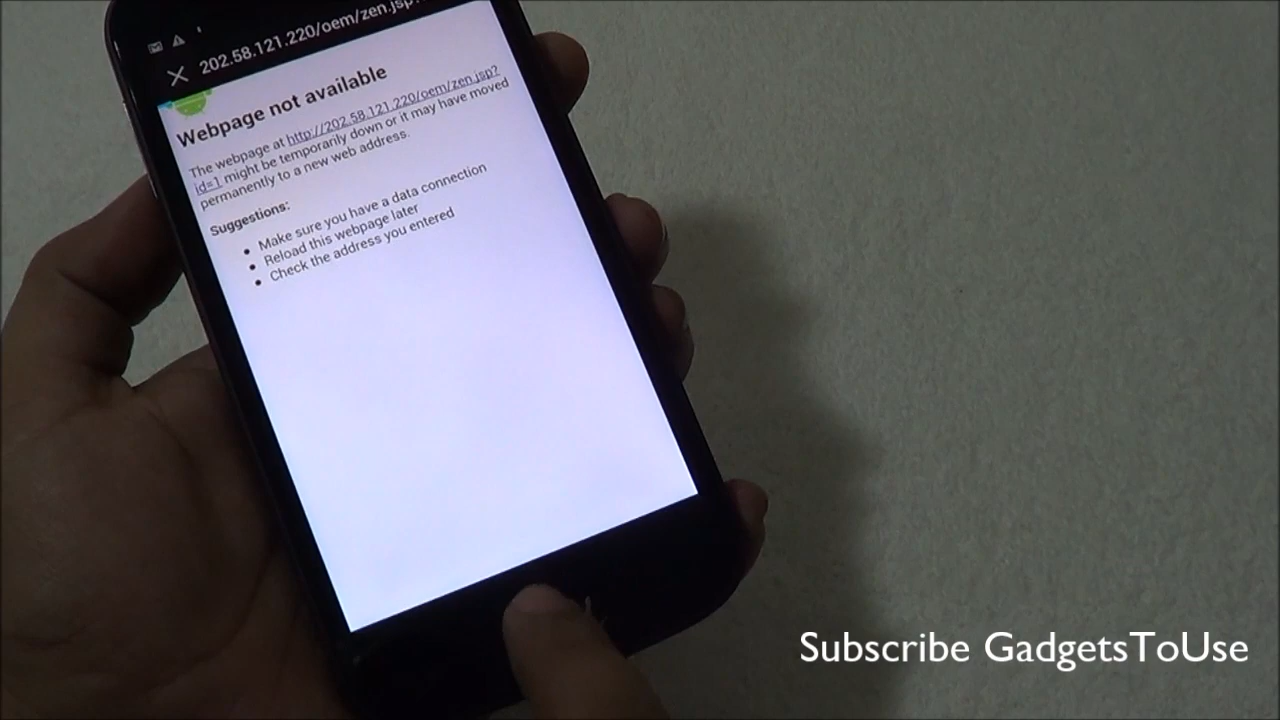 202.58.121.220/oem/zen.jsp?
Webpage not available
The webpage at http://202.58.121.220/oem/zen.jsp?
id=1 might be temporarily down or it may have moved
permanently to a new web address.
Suggestions:
• Make sure you have a data connection
• Reload this webpage later
• Check the address you entered
Subscribe GadgetsToUse